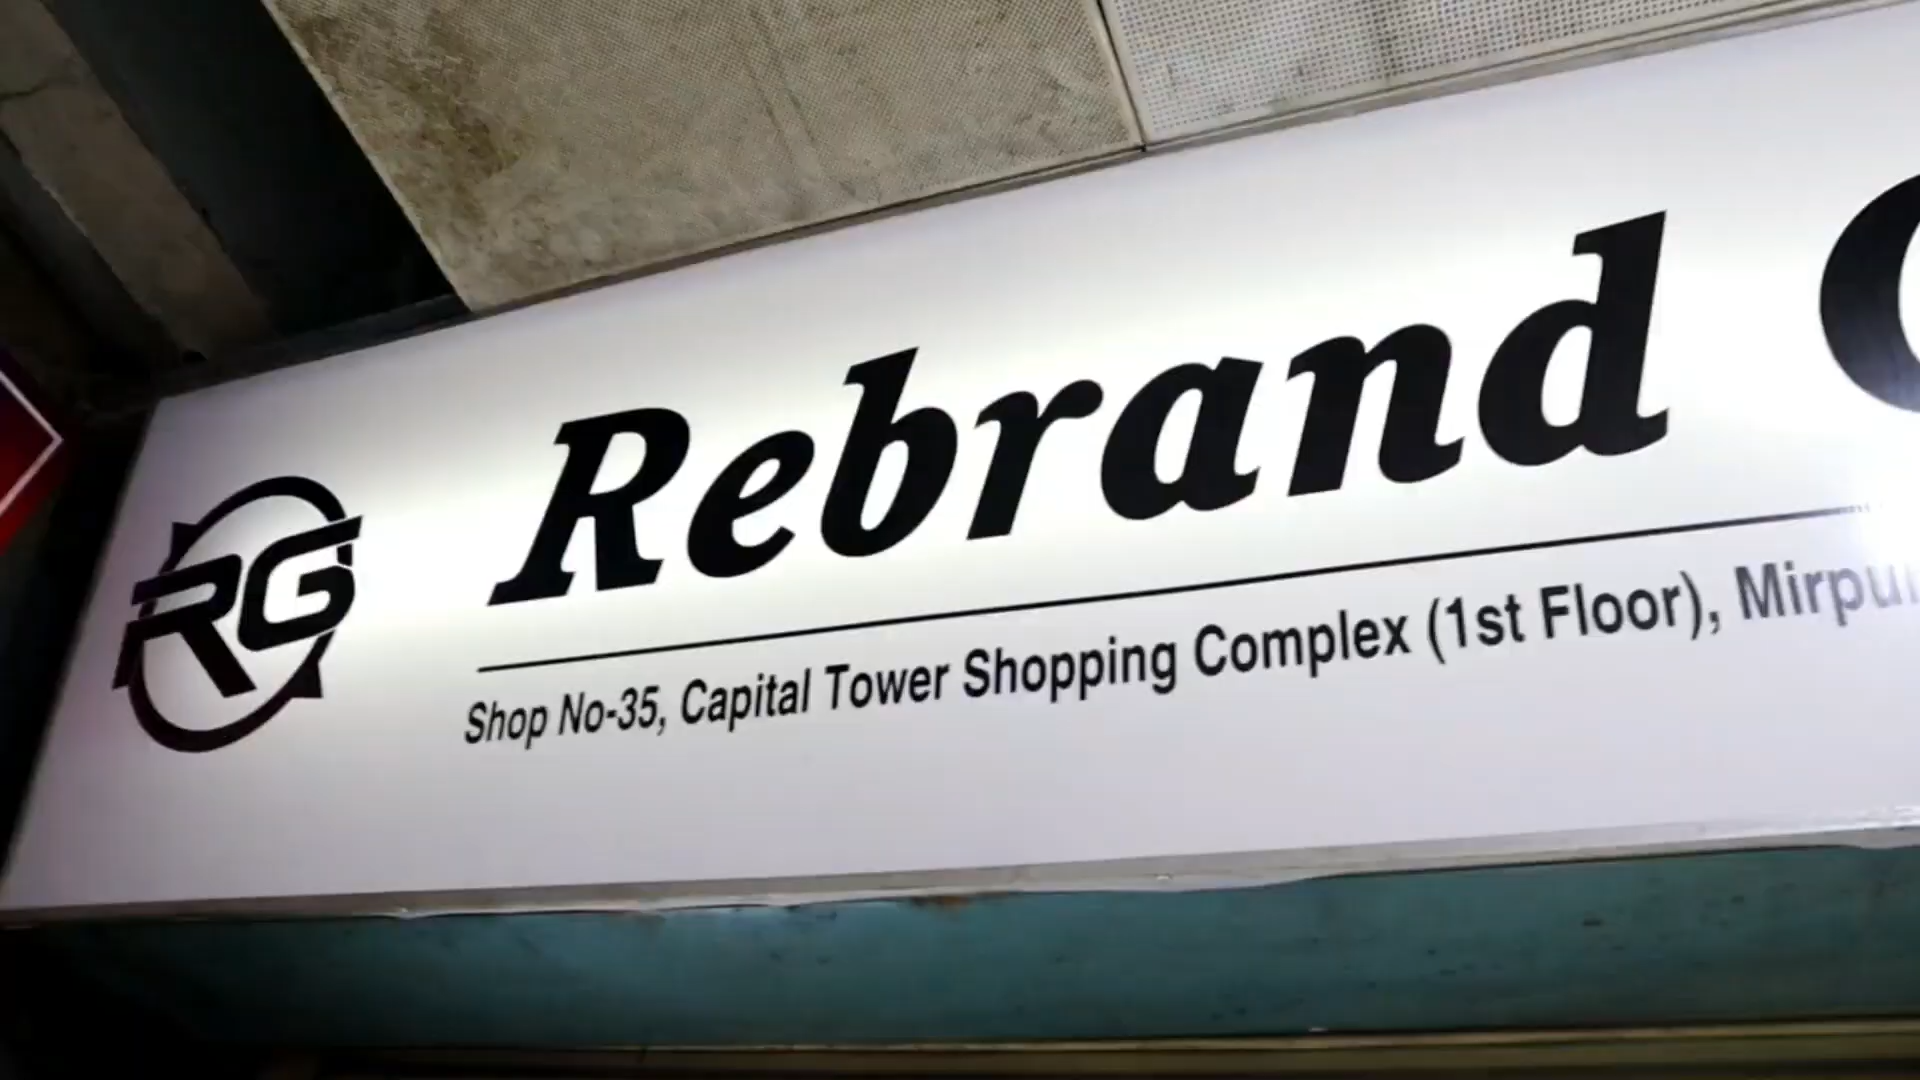 RG
Rebrand
Shop No-35, Capital Tower Shopping Complex (1st Floor), Mirpur